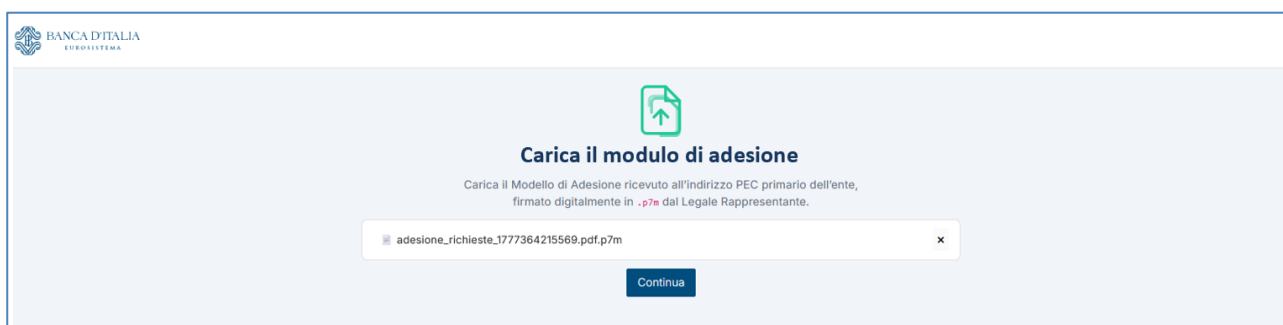 BANCA D'ITALIA
EUROSISTEMA
Carica il modulo di adesione
Carica il Modello di Adesione ricevuto all'indirizzo PEC primario dell'ente,
firmato digitalmente in .p7m dal Legale Rappresentante.
adesione_richieste_1777364215569.pdf.p7m ×
Continua